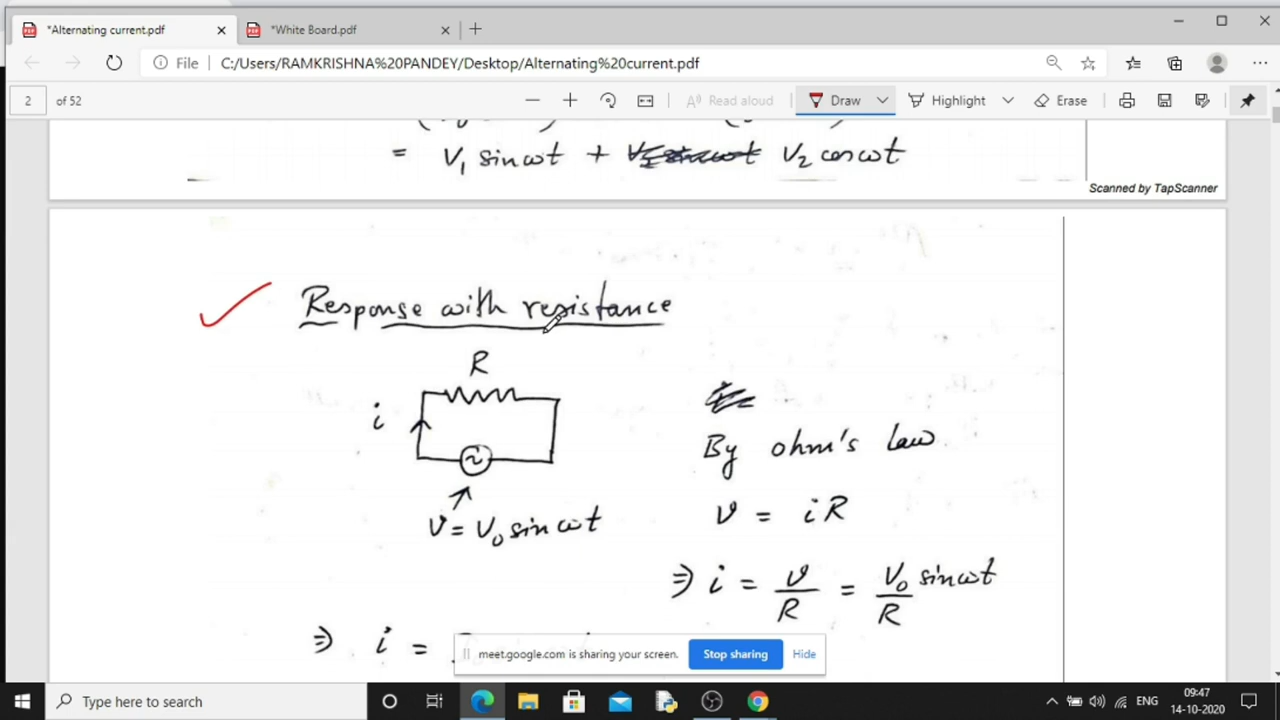 *Alternating current.pdf
*White Board.pdf
File C:/Users/RAMKRISHNA%20PANDEY/Desktop/Alternating%20current.pdf
2 of 52
Read aloud
Draw
Highlight
Erase
= V₁ sinωt + V₂ cosωt
Scanned by TapScanner
Response with resistance
R
i
V = V₀ sinωt
By ohm's law
v = iR
⇒ i = v/R = V₀/R sinωt
⇒ i =
meet.google.com is sharing your screen. Stop sharing Hide
Type here to search
ENG
09:47
14-10-2020